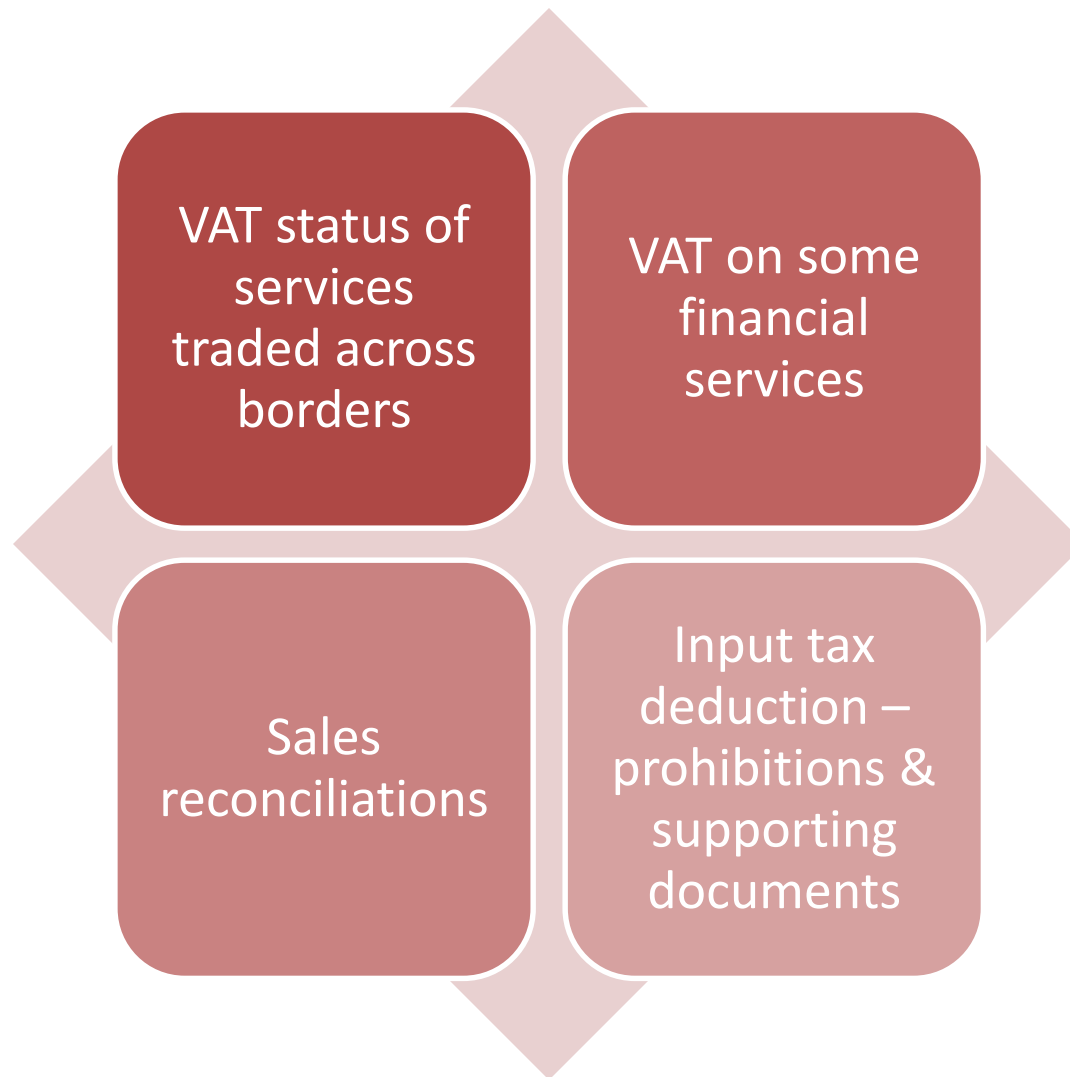 VAT status of
services
traded across
borders
VAT on some
financial
services
Sales
reconciliations
Input tax
deduction –
prohibitions &
supporting
documents